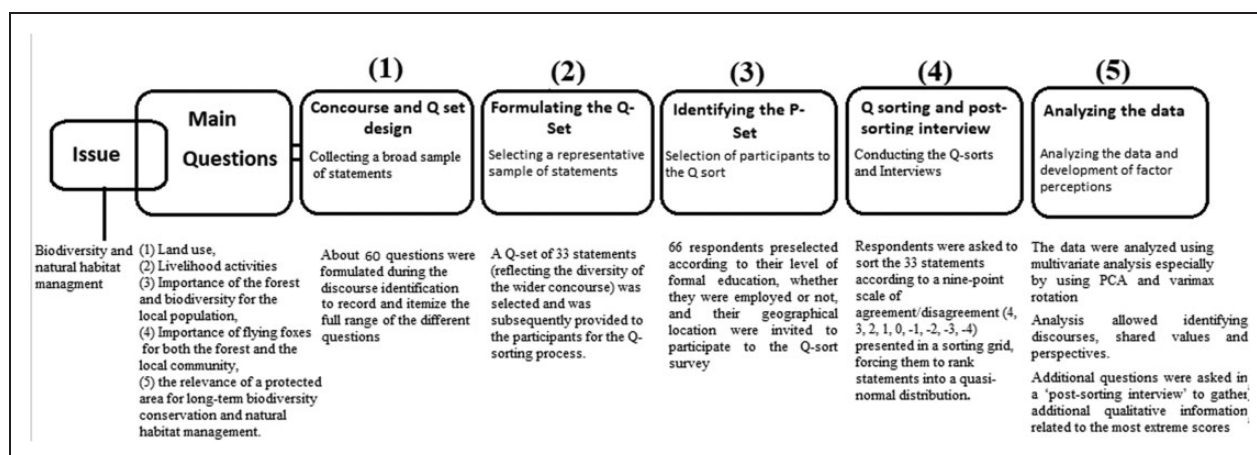 (1)
(2)
(3)
(4)
(5)
Issue
Main
Questions
Concourse and Q set
design
Collecting a broad sample
of statements
Formulating the Q-
Set
Selecting a representative
sample of statements
Identifying the P-
Set
Selection of participants to
the Q sort
Q sorting and post-
sorting interview
Conducting the Q-sorts
and Interviews
Analyzing the data
Analyzing the data and
development of factor
perceptions
Biodiversity and
natural habitat
managment
(1) Land use,
(2) Livelihood activities
(3) Importance of the forest
and biodiversity for the
local population,
(4) Importance of flying foxes
for both the forest and the
local community,
(5) the relevance of a protected
area for long-term biodiversity
conservation and natural
habitat management.
About 60 questions were
formulated during the
discourse identification
to record and itemize the
full range of the different
questions
A Q-set of 33 statements
(reflecting the diversity of
the wider concourse) was
selected and was
subsequently provided to
the participants for the Q-
sorting process.
66 respondents preselected
according to their level of
formal education, whether
they were employed or not,
and their geographical
location were invited to
participate to the Q-sort
survey
Respondents were asked to
sort the 33 statements
according to a nine-point
scale of
agreement/disagreement (4,
3, 2, 1, 0, -1, -2, -3, -4)
presented in a sorting grid,
forcing them to rank
statements into a quasi-
normal distribution.
The data were analyzed using
multivariate analysis especially
by using PCA and varimax
rotation
Analysis allowed identifying
discourses, shared values and
perspectives.
Additional questions were asked in
a ‘post-sorting interview’ to gather
additional qualitative information
related to the most extreme scores